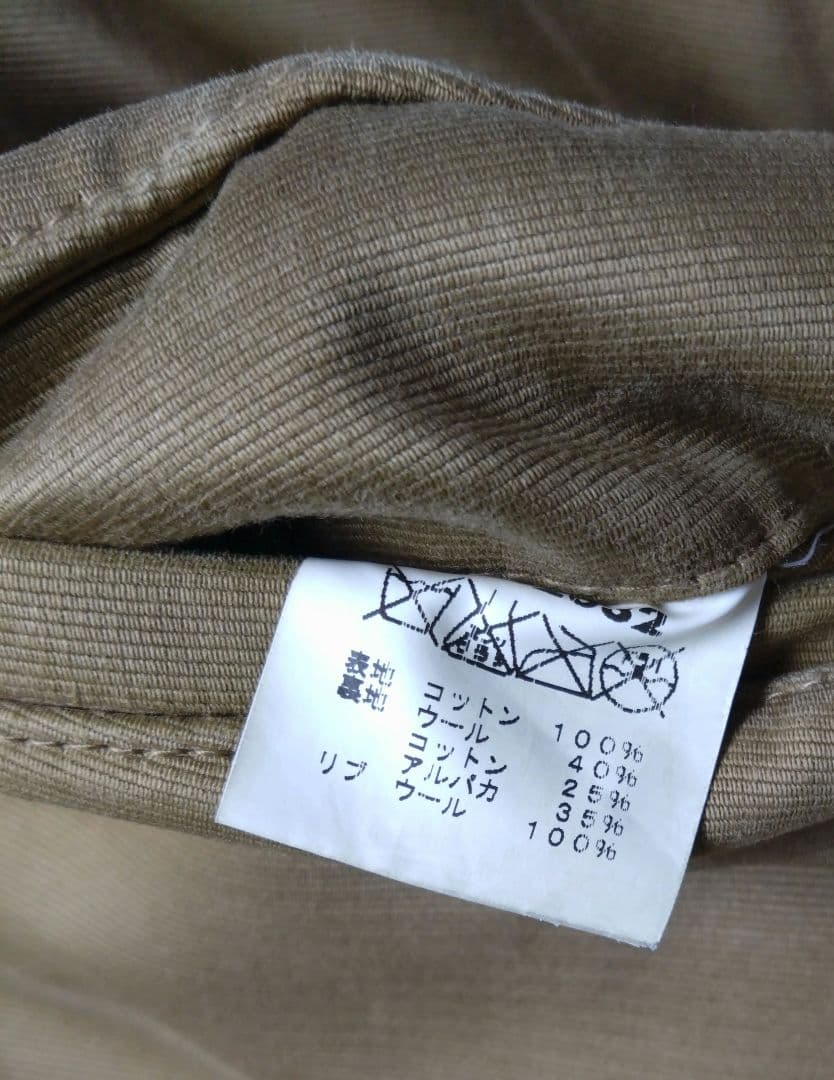 表地 コットン 100%
裏地 ウール 40%
コットン 25%
アルパカ 35%
リブ ウール 100%